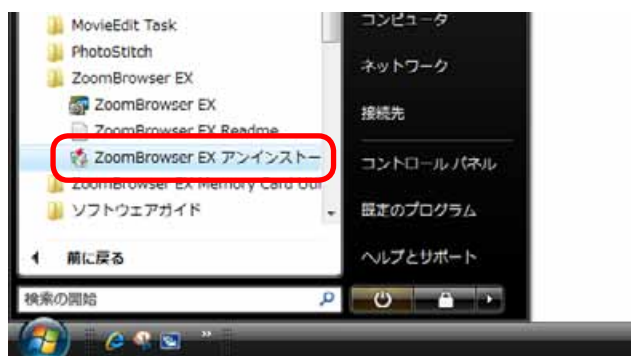 MovieEdit Task
PhotoStitch
ZoomBrowser EX
ZoomBrowser EX
ZoomBrowser EX Readme
ZoomBrowser EX アンインストー
ZoomBrowser EX Memory Card Util
ソフトウェアガイド
前に戻る
検索の開始
コンピュータ
ネットワーク
接続先
コントロール パネル
既定のプログラム
ヘルプとサポート